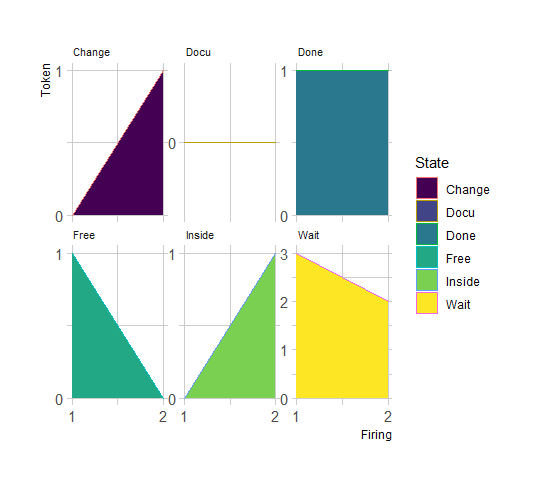 Change Docu Done
Token
1 1
0
0 0
Free Inside Wait
1 1 3
2
1
0 0 0
1 2 1 2 1 2
Firing
State
Change
Docu
Done
Free
Inside
Wait